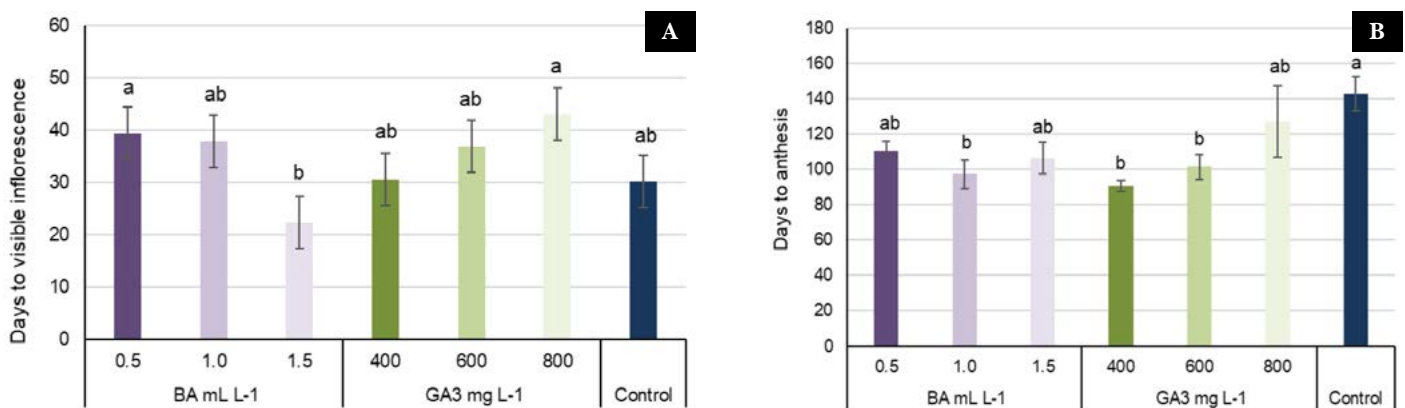 A
Days to visible inflorescence
60
50
40
30
20
10
0
a
ab
b
ab
ab
a
ab
0.5 1.0 1.5 400 600 800
BA mL L-1 GA3 mg L-1 Control
B
Days to anthesis
180
160
140
120
100
80
60
40
20
0
ab
b
ab
b
b
ab
a
0.5 1.0 1.5 400 600 800
BA mL L-1 GA3 mg L-1 Control